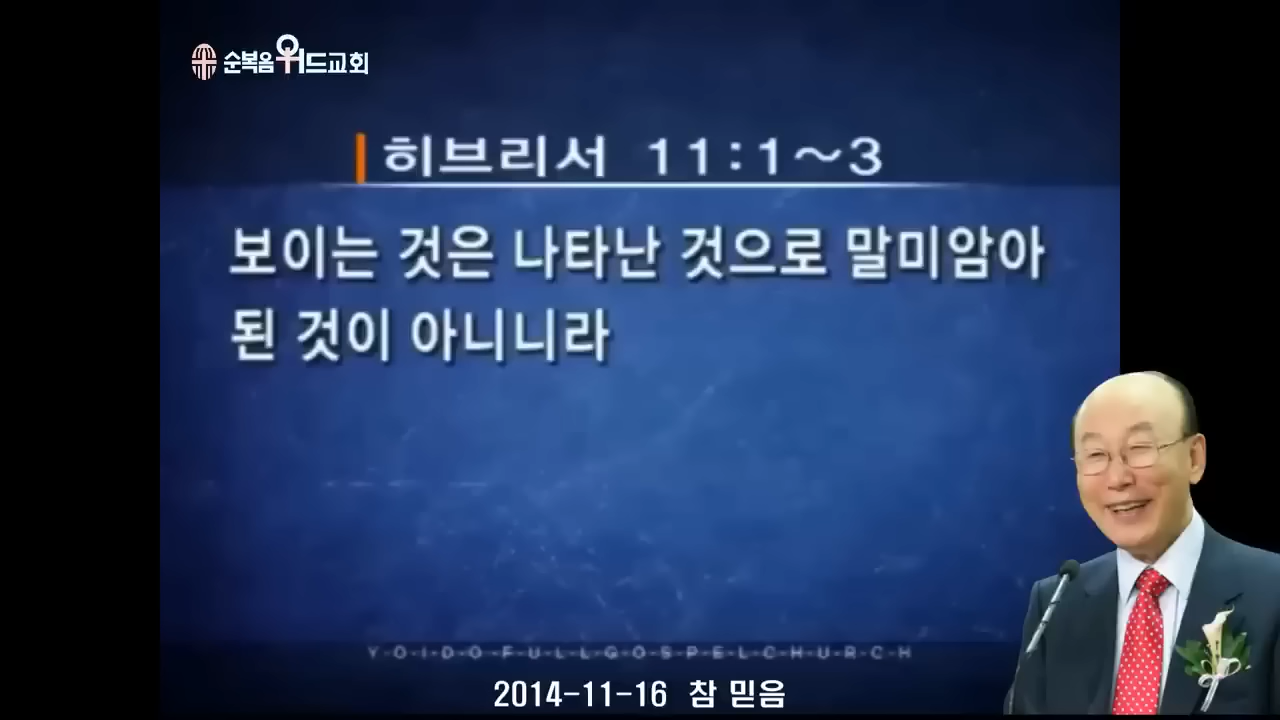 순복음워드교회
히브리서 11:1~3
보이는 것은 나타난 것으로 말미암아
된 것이 아니니라
Y-O-I-D-O-F-U-L-L-G-O-S-P-E-L-C-H-U-R-C-H
2014-11-16 참 믿음